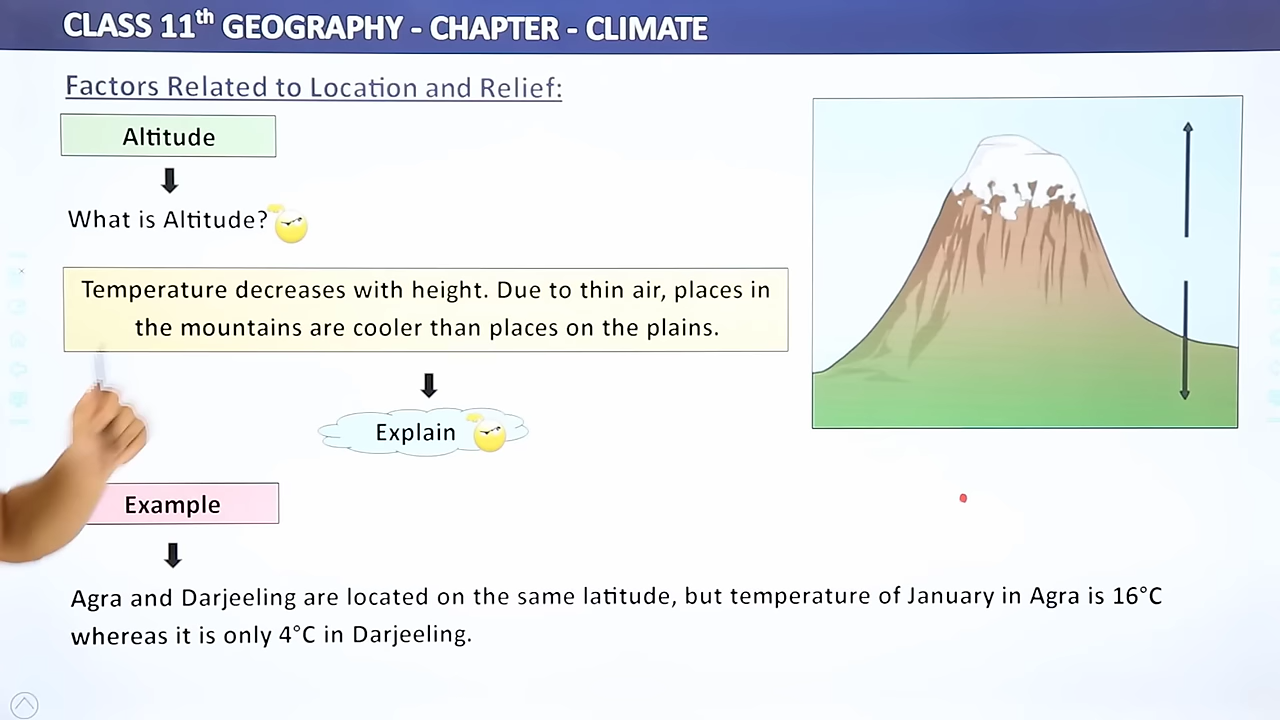 CLASS 11th GEOGRAPHY - CHAPTER - CLIMATE
Factors Related to Location and Relief:
Altitude
What is Altitude?
Temperature decreases with height. Due to thin air, places in
the mountains are cooler than places on the plains.
Explain
Example
Agra and Darjeeling are located on the same latitude, but temperature of January in Agra is 16°C
whereas it is only 4°C in Darjeeling.